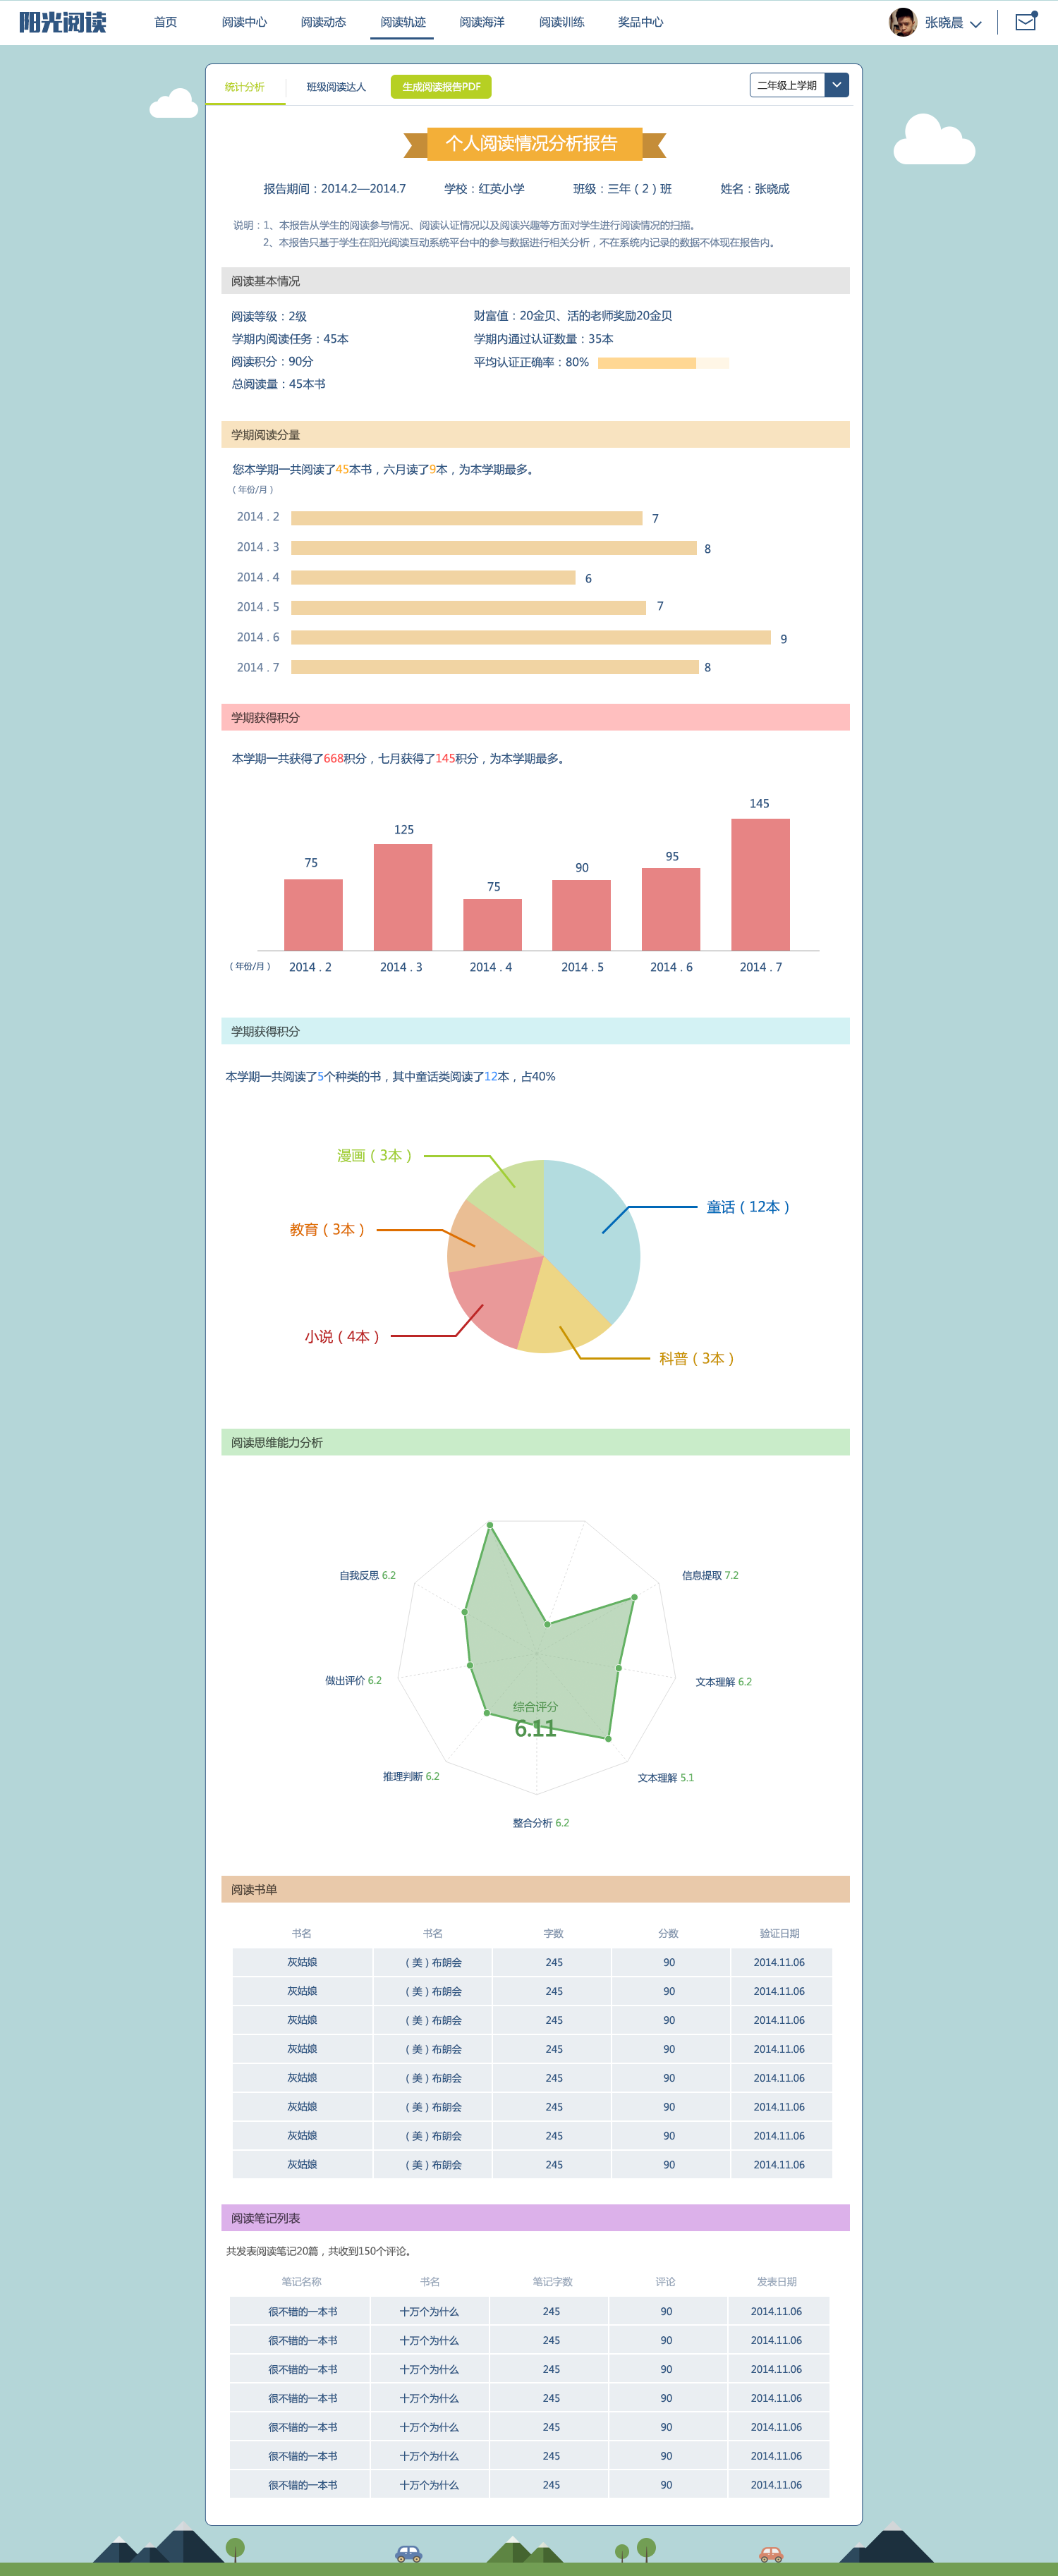 阳光阅读 首页 阅读中心 阅读动态 阅读轨迹 阅读海洋 阅读训练 奖品中心 张晓晨
统计分析 班级阅读达人 生成阅读报告PDF 二年级上学期
个人阅读情况分析报告
报告期间：2014.2—2014.7 学校：红英小学 班级：三年（2）班 姓名：张晓成
说明：1、本报告从学生的阅读参与情况、阅读认证情况以及阅读兴趣等方面对学生进行阅读情况的扫描。
2、本报告只基于学生在阳光阅读互动系统平台中的参与数据进行相关分析，不在系统内记录的数据不体现在报告内。
阅读基本情况
阅读等级：2级 财富值：20金贝、活的老师奖励20金贝
学期内阅读任务：45本 学期内通过认证数量：35本
阅读积分：90分 平均认证正确率：80%
总阅读量：45本书
学期阅读分量
您本学期一共阅读了45本书，六月读了9本，为本学期最多。
（年份/月）
2014 . 2 7
2014 . 3 8
2014 . 4 6
2014 . 5 7
2014 . 6 9
2014 . 7 8
学期获得积分
本学期一共获得了668积分，七月获得了145积分，为本学期最多。
75 125 75 90 95 145
（年份/月） 2014 . 2 2014 . 3 2014 . 4 2014 . 5 2014 . 6 2014 . 7
学期获得积分
本学期一共阅读了5个种类的书，其中童话类阅读了12本，占40%
漫画（3本）
童话（12本）
教育（3本）
小说（4本）
科普（3本）
阅读思维能力分析
自我反思 6.2 信息提取 7.2
做出评价 6.2 文本理解 6.2
综合评分
6.11
推理判断 6.2 文本理解 5.1
整合分析 6.2
阅读书单
书名 书名 字数 分数 验证日期
灰姑娘 （美）布朗会 245 90 2014.11.06
灰姑娘 （美）布朗会 245 90 2014.11.06
灰姑娘 （美）布朗会 245 90 2014.11.06
灰姑娘 （美）布朗会 245 90 2014.11.06
灰姑娘 （美）布朗会 245 90 2014.11.06
灰姑娘 （美）布朗会 245 90 2014.11.06
灰姑娘 （美）布朗会 245 90 2014.11.06
灰姑娘 （美）布朗会 245 90 2014.11.06
阅读笔记列表
共发表阅读笔记20篇，共收到150个评论。
笔记名称 书名 笔记字数 评论 发表日期
很不错的一本书 十万个为什么 245 90 2014.11.06
很不错的一本书 十万个为什么 245 90 2014.11.06
很不错的一本书 十万个为什么 245 90 2014.11.06
很不错的一本书 十万个为什么 245 90 2014.11.06
很不错的一本书 十万个为什么 245 90 2014.11.06
很不错的一本书 十万个为什么 245 90 2014.11.06
很不错的一本书 十万个为什么 245 90 2014.11.06